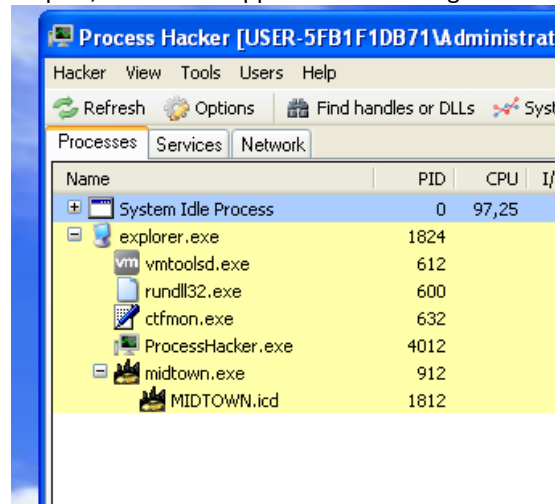 Process Hacker [USER-5FB1F1DB71\Administrat
Hacker View Tools Users Help
Refresh Options Find handles or DLLs Syst
Processes Services Network
Name PID CPU I/
System Idle Process 0 97,25
explorer.exe 1824
vm vmtoolsd.exe 612
rundll32.exe 600
ctfmon.exe 632
ProcessHacker.exe 4012
midtown.exe 912
MIDTOWN.icd 1812